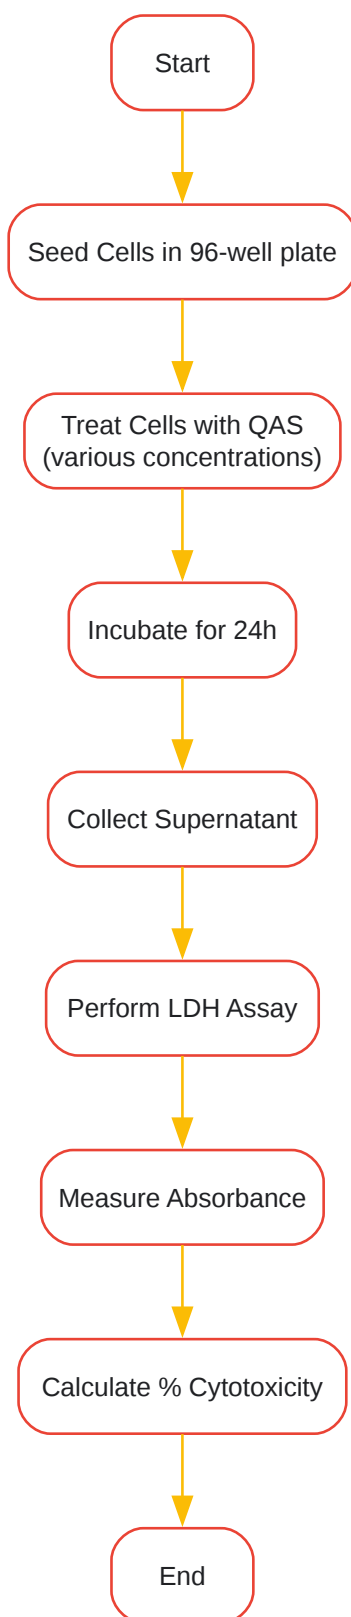 Start
Seed Cells in 96-well plate
Treat Cells with QAS
(various concentrations)
Incubate for 24h
Collect Supernatant
Perform LDH Assay
Measure Absorbance
Calculate % Cytotoxicity
End